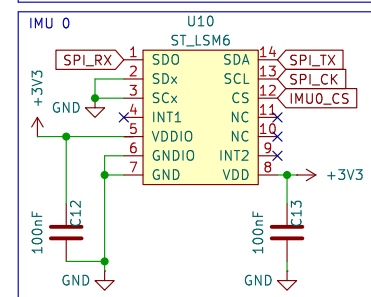 IMU 0
U10
ST_LSM6
SPI_RX 1 SDO SDA 14 SPI_TX
2 SDx SCL 13 SPI_CK
GND 3 SCx CS 12 IMU0_CS
+3V3 4 INT1 NC 11
5 VDDIO NC 10
6 GNDIO INT2 9
7 GND VDD 8 +3V3
100nF C12
100nF C13
GND GND